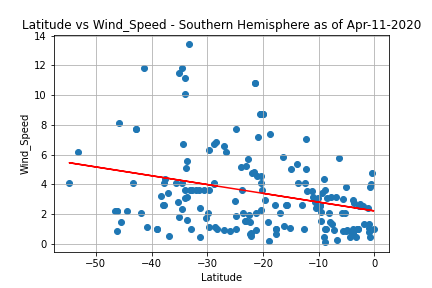 Latitude vs Wind_Speed - Southern Hemisphere as of Apr-11-2020
14
12
10
8
6
4
2
0
Wind_Speed
−50 −40 −30 −20 −10 0
Latitude